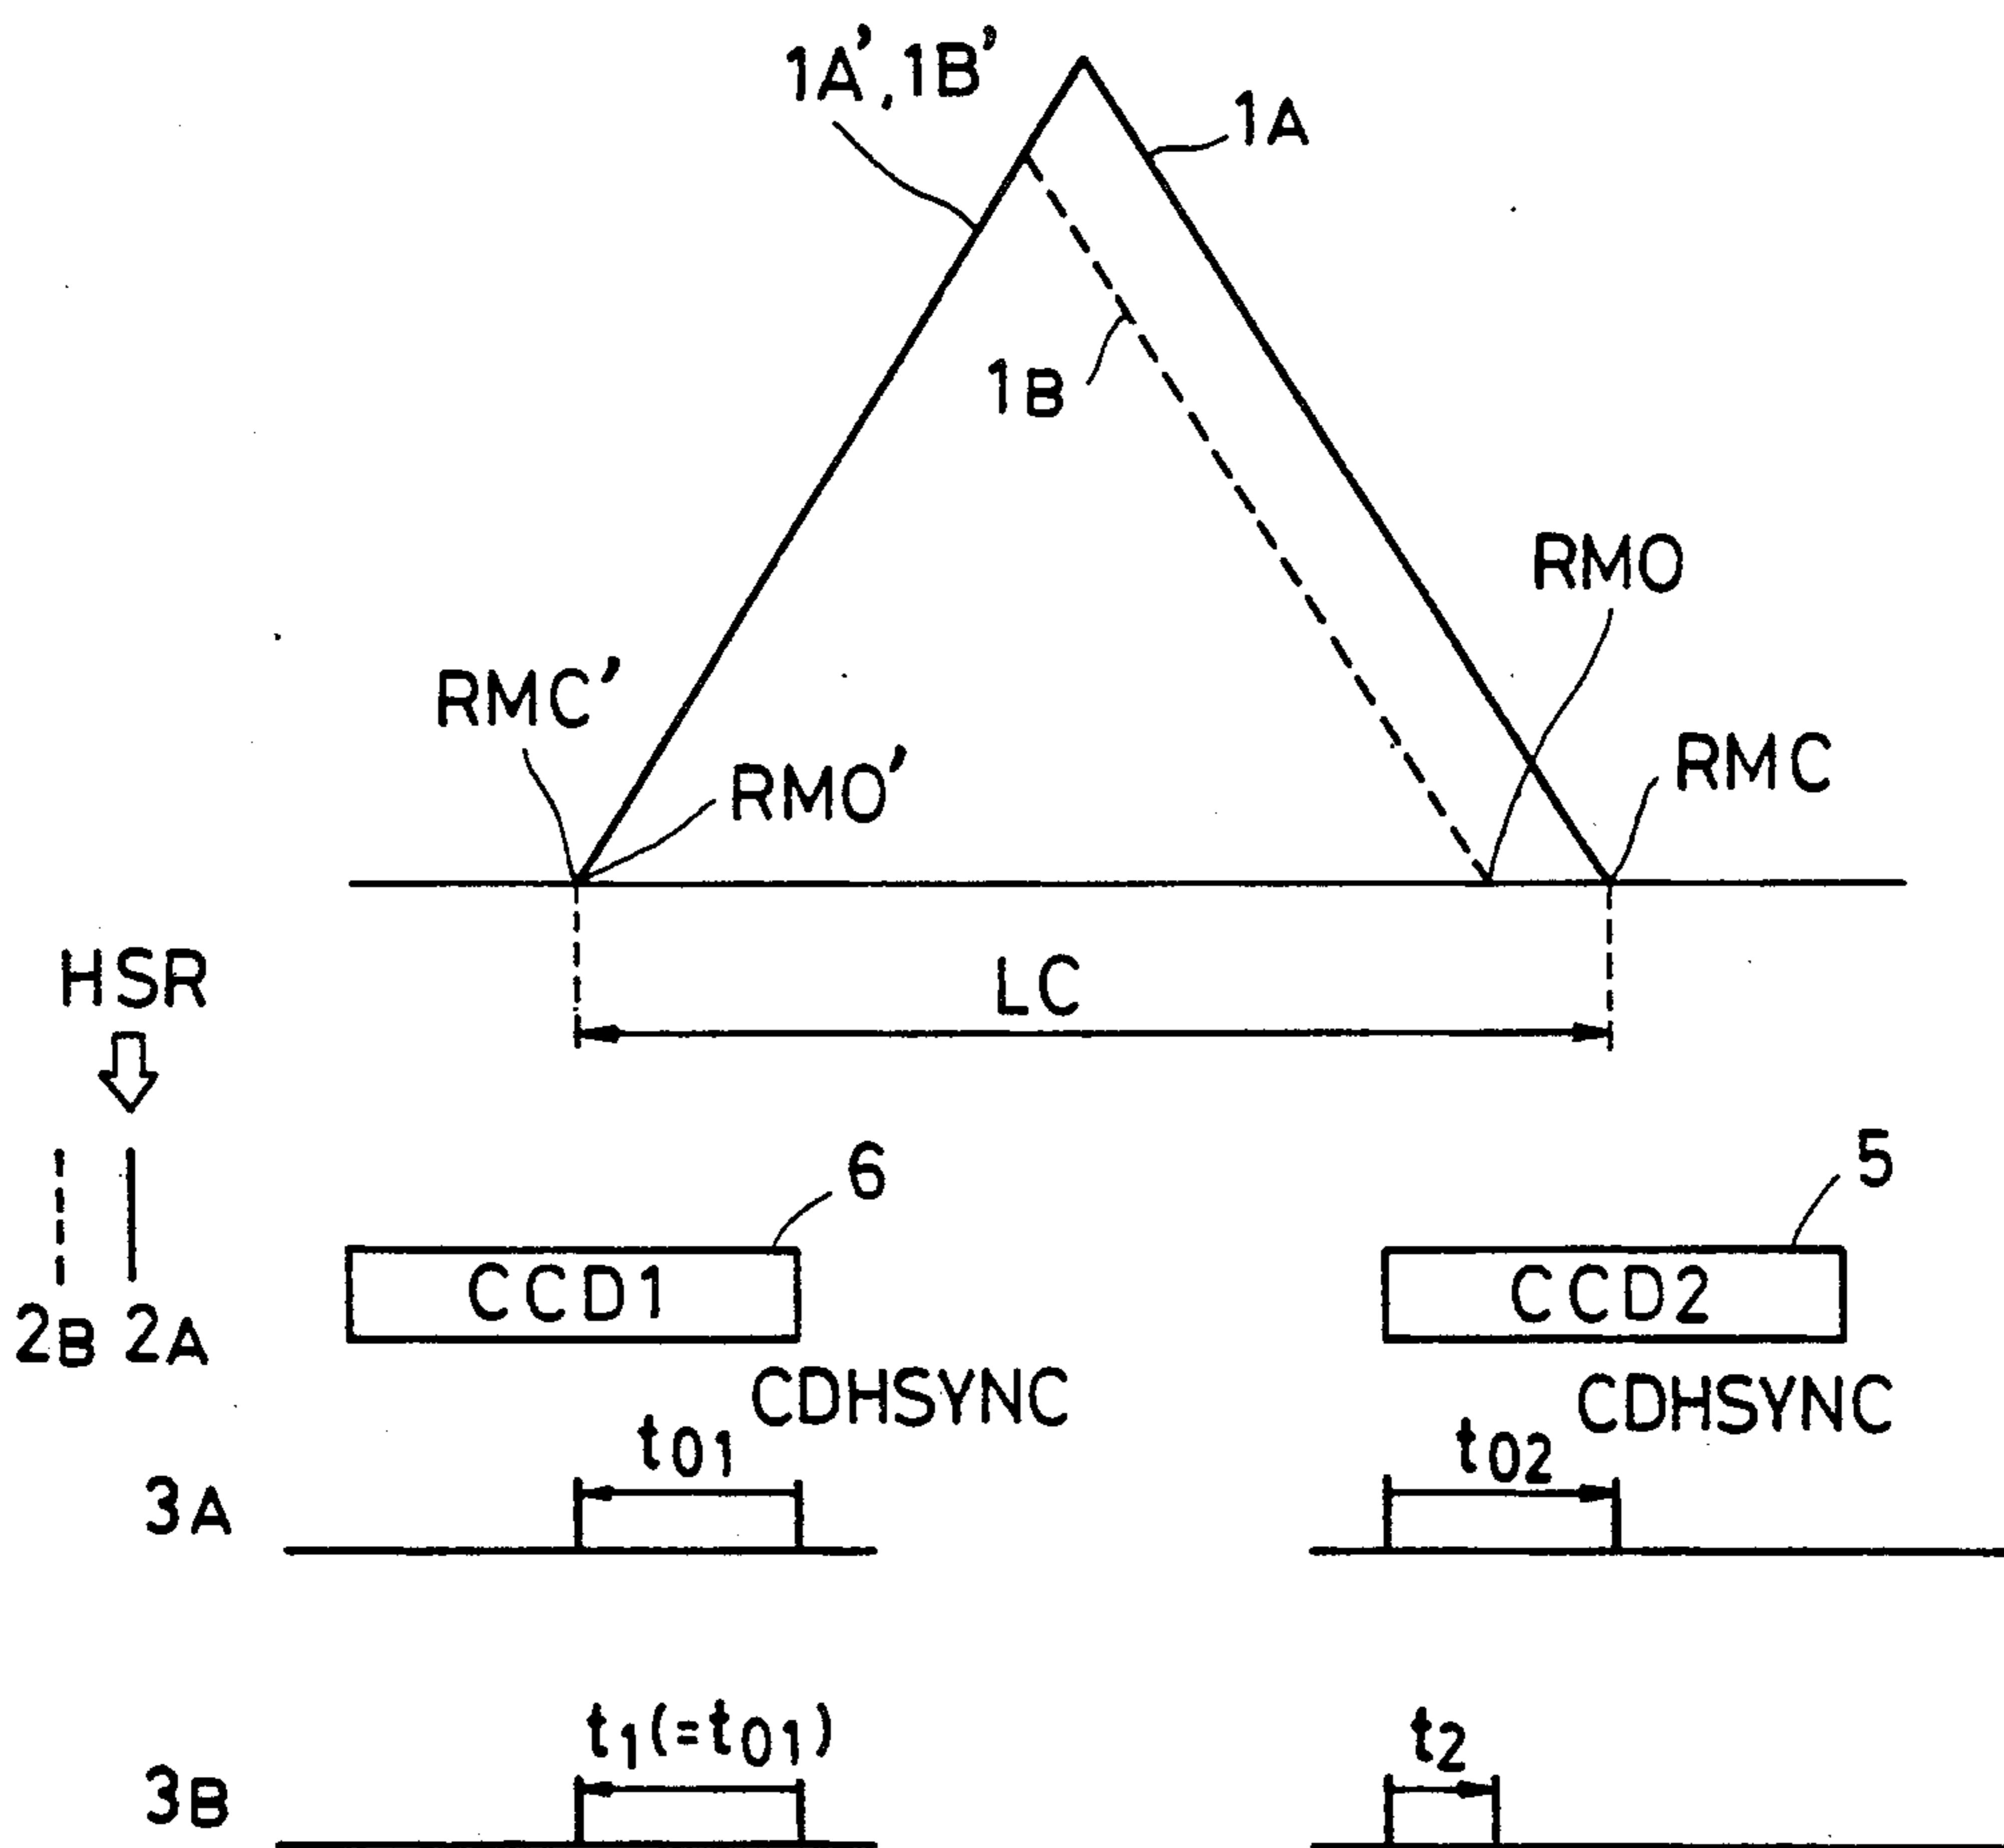 1A',1B'
1A
1B
RMO
RMC'
RMO'
RMC
HSR
LC
6
5
CCD1
CCD2
2B 2A
CDHSYNC
CDHSYNC
t01
t02
3A
t1(=t01)
t2
3B